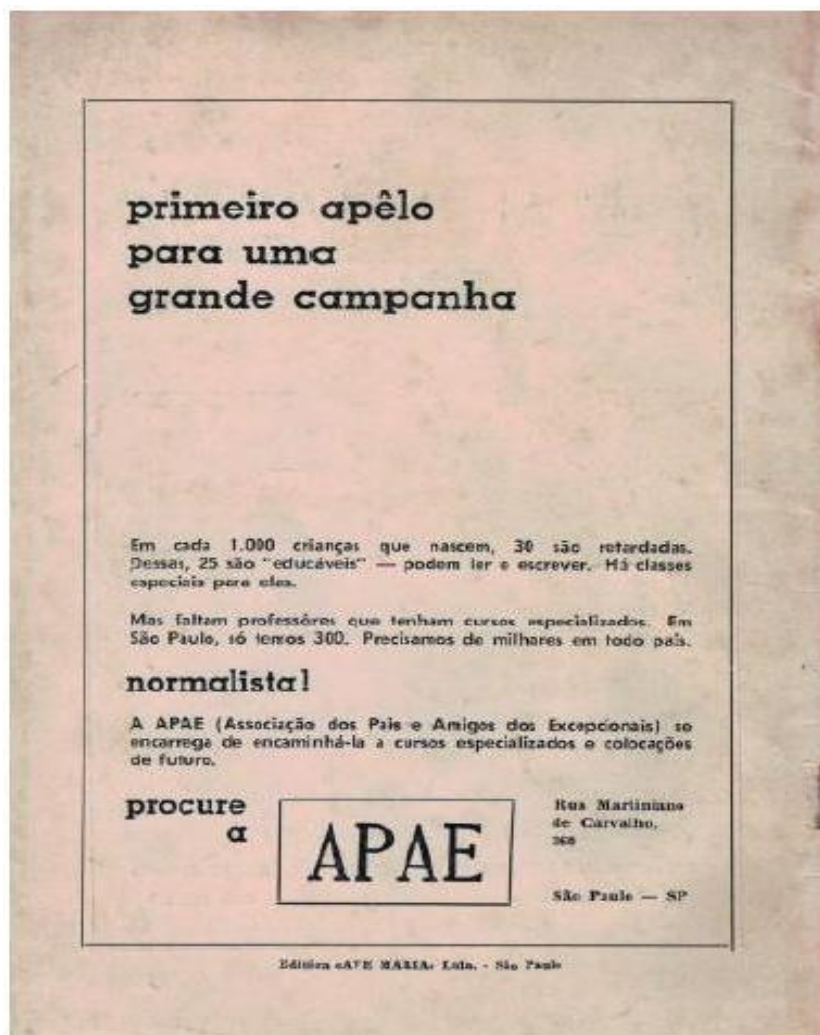 primeiro apêlo
para uma
grande campanha
Em cada 1.000 crianças que nascem, 30 são retardadas.
Dessas, 25 são "educáveis" — podem ler e escrever. Há classes
especiais para elas.
Mas faltam professôres que tenham cursos especializados. Em
São Paulo, só temos 300. Precisamos de milhares em todo país.
normalista!
A APAE (Associação dos Pais e Amigos dos Excepcionais) se
encarrega de encaminhá-la a cursos especializados e colocações
de futuro.
procure
a
APAE
Rua Martiniano
de Carvalho,
São Paulo — SP
Editôra «AVE MARIA» Ltda. - São Paulo